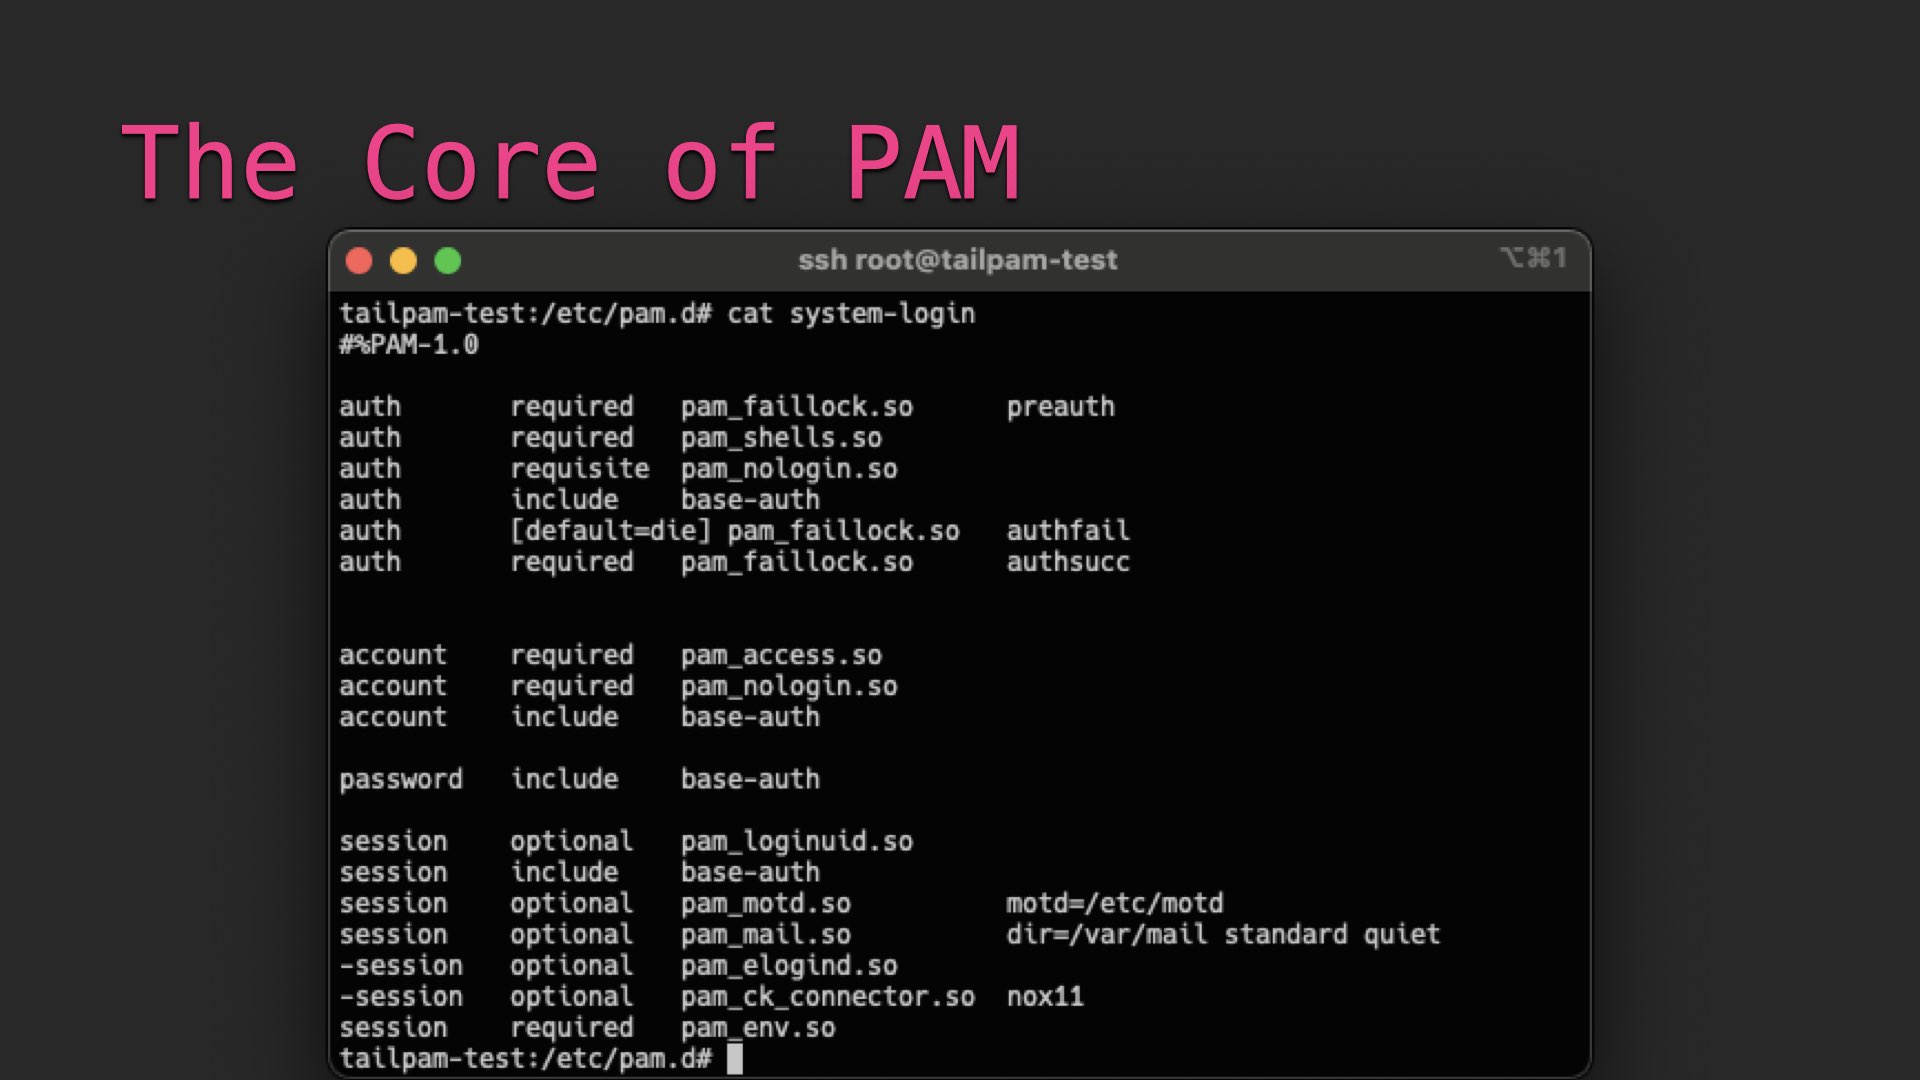 The Core of PAM
ssh root@tailpam-test ⌥⌘1
tailpam-test:/etc/pam.d# cat system-login
#%PAM-1.0
auth required pam_faillock.so preauth
auth required pam_shells.so
auth requisite pam_nologin.so
auth include base-auth
auth [default=die] pam_faillock.so authfail
auth required pam_faillock.so authsucc
account required pam_access.so
account required pam_nologin.so
account include base-auth
password include base-auth
session optional pam_loginuid.so
session include base-auth
session optional pam_motd.so motd=/etc/motd
session optional pam_mail.so dir=/var/mail standard quiet
-session optional pam_elogind.so
-session optional pam_ck_connector.so nox11
session required pam_env.so
tailpam-test:/etc/pam.d#